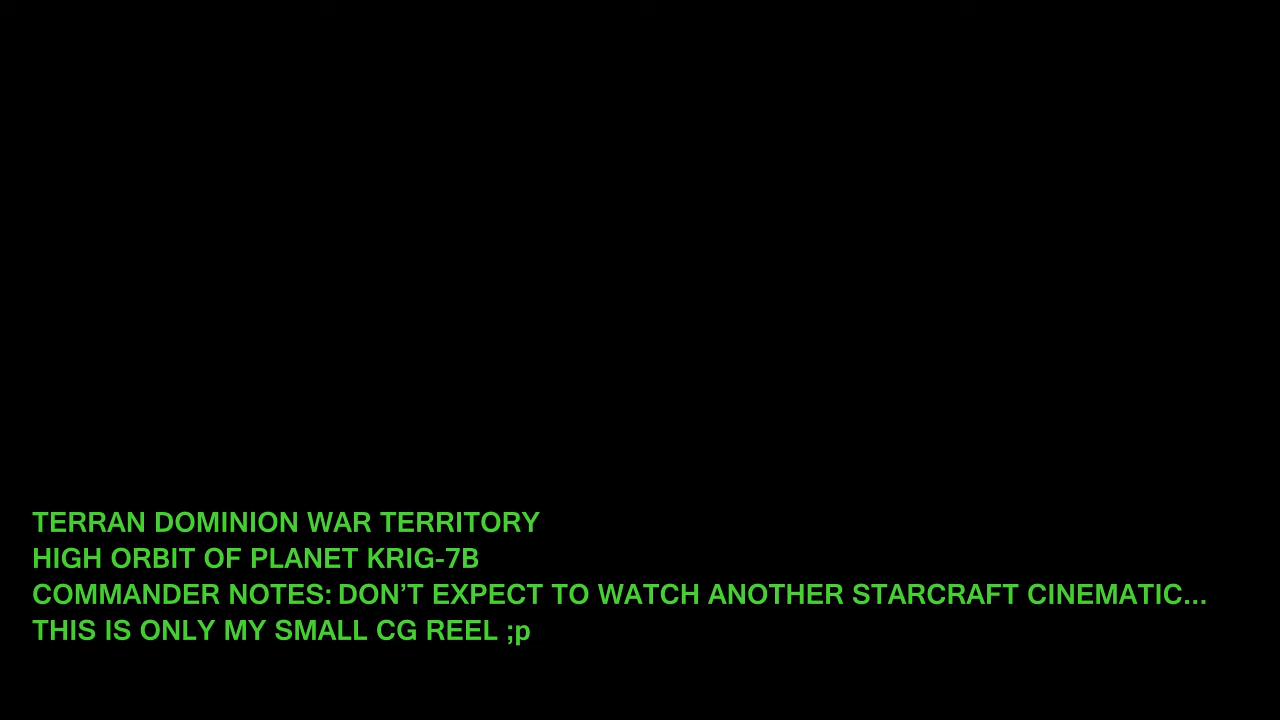 TERRAN DOMINION WAR TERRITORY
HIGH ORBIT OF PLANET KRIG-7B
COMMANDER NOTES: DON’T EXPECT TO WATCH ANOTHER STARCRAFT CINEMATIC...
THIS IS ONLY MY SMALL CG REEL ;p